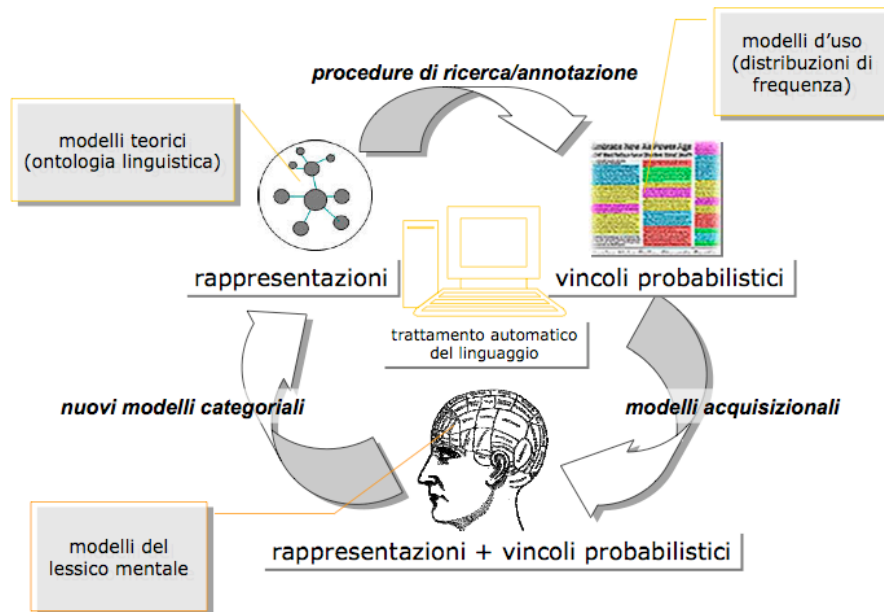 modelli d'uso
(distribuzioni di
frequenza)
procedure di ricerca/annotazione
modelli teorici
(ontologia linguistica)
rappresentazioni
vincoli probabilistici
trattamento automatico
del linguaggio
nuovi modelli categoriali
modelli acquisizionali
modelli del
lessico mentale
rappresentazioni + vincoli probabilistici